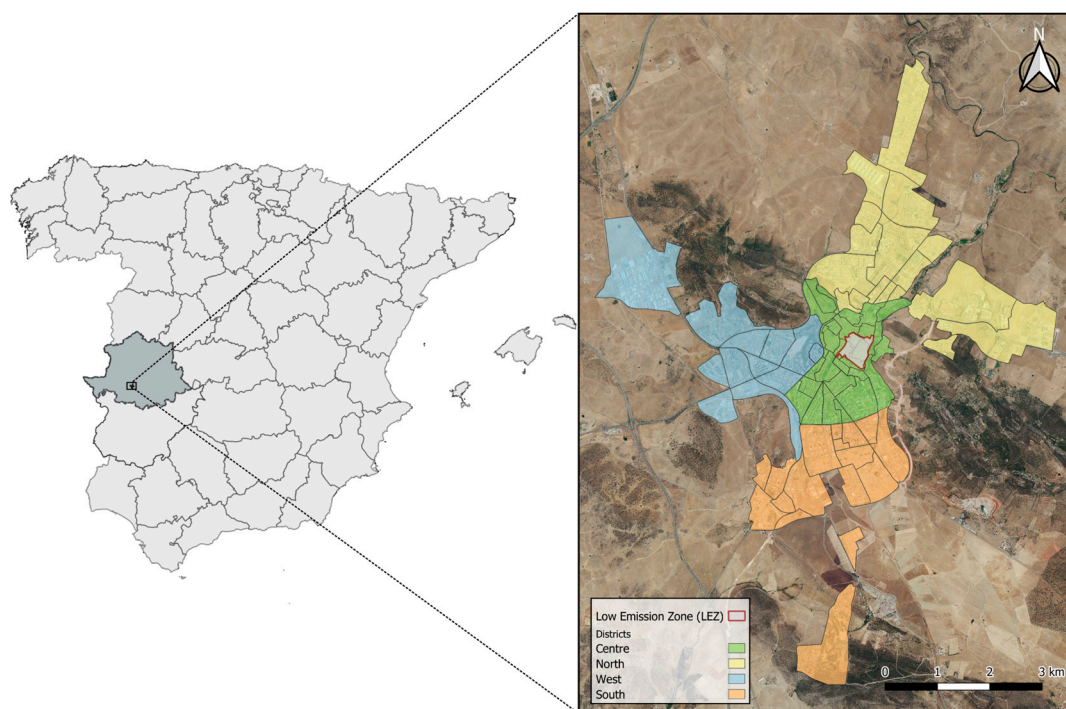 N
Low Emission Zone (LEZ)
Districts
Centre
North
West
South
0 1 2 3 km